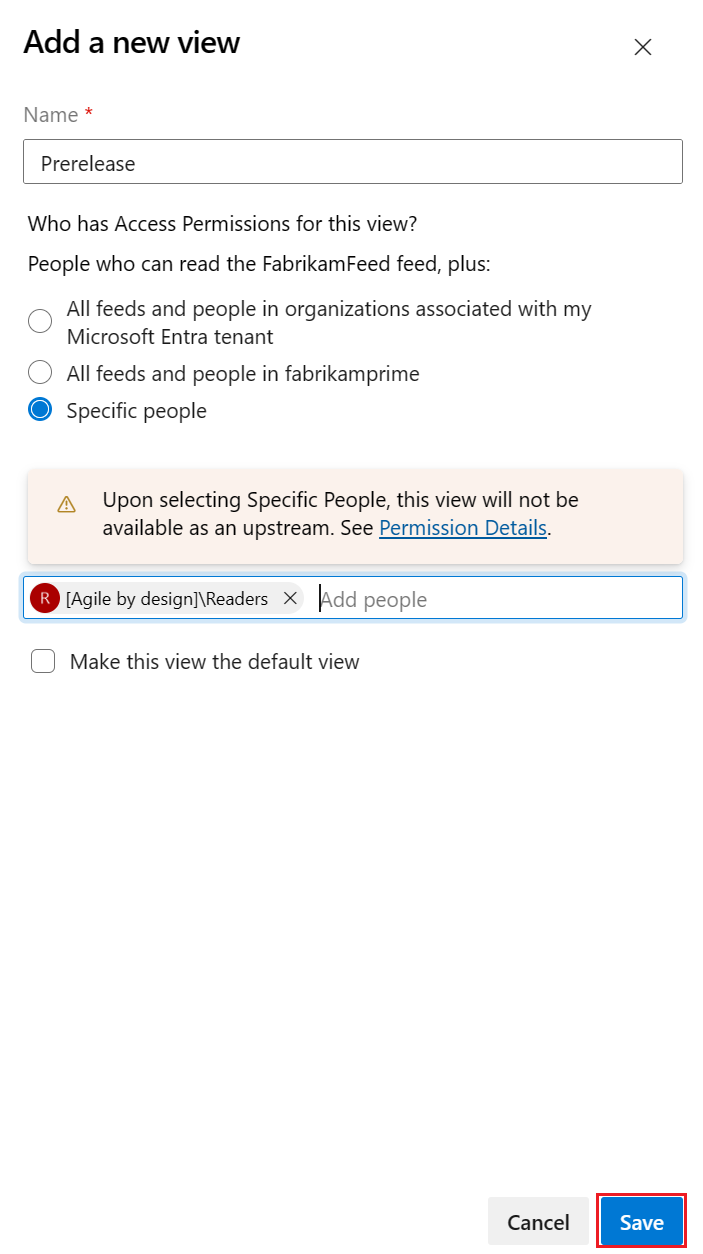 Add a new view
Name *
Prerelease
Who has Access Permissions for this view?
People who can read the FabrikamFeed feed, plus:
All feeds and people in organizations associated with my
Microsoft Entra tenant
All feeds and people in fabrikamprime
Specific people
Upon selecting Specific People, this view will not be
available as an upstream. See Permission Details.
R [Agile by design]\Readers Add people
Make this view the default view
Cancel Save